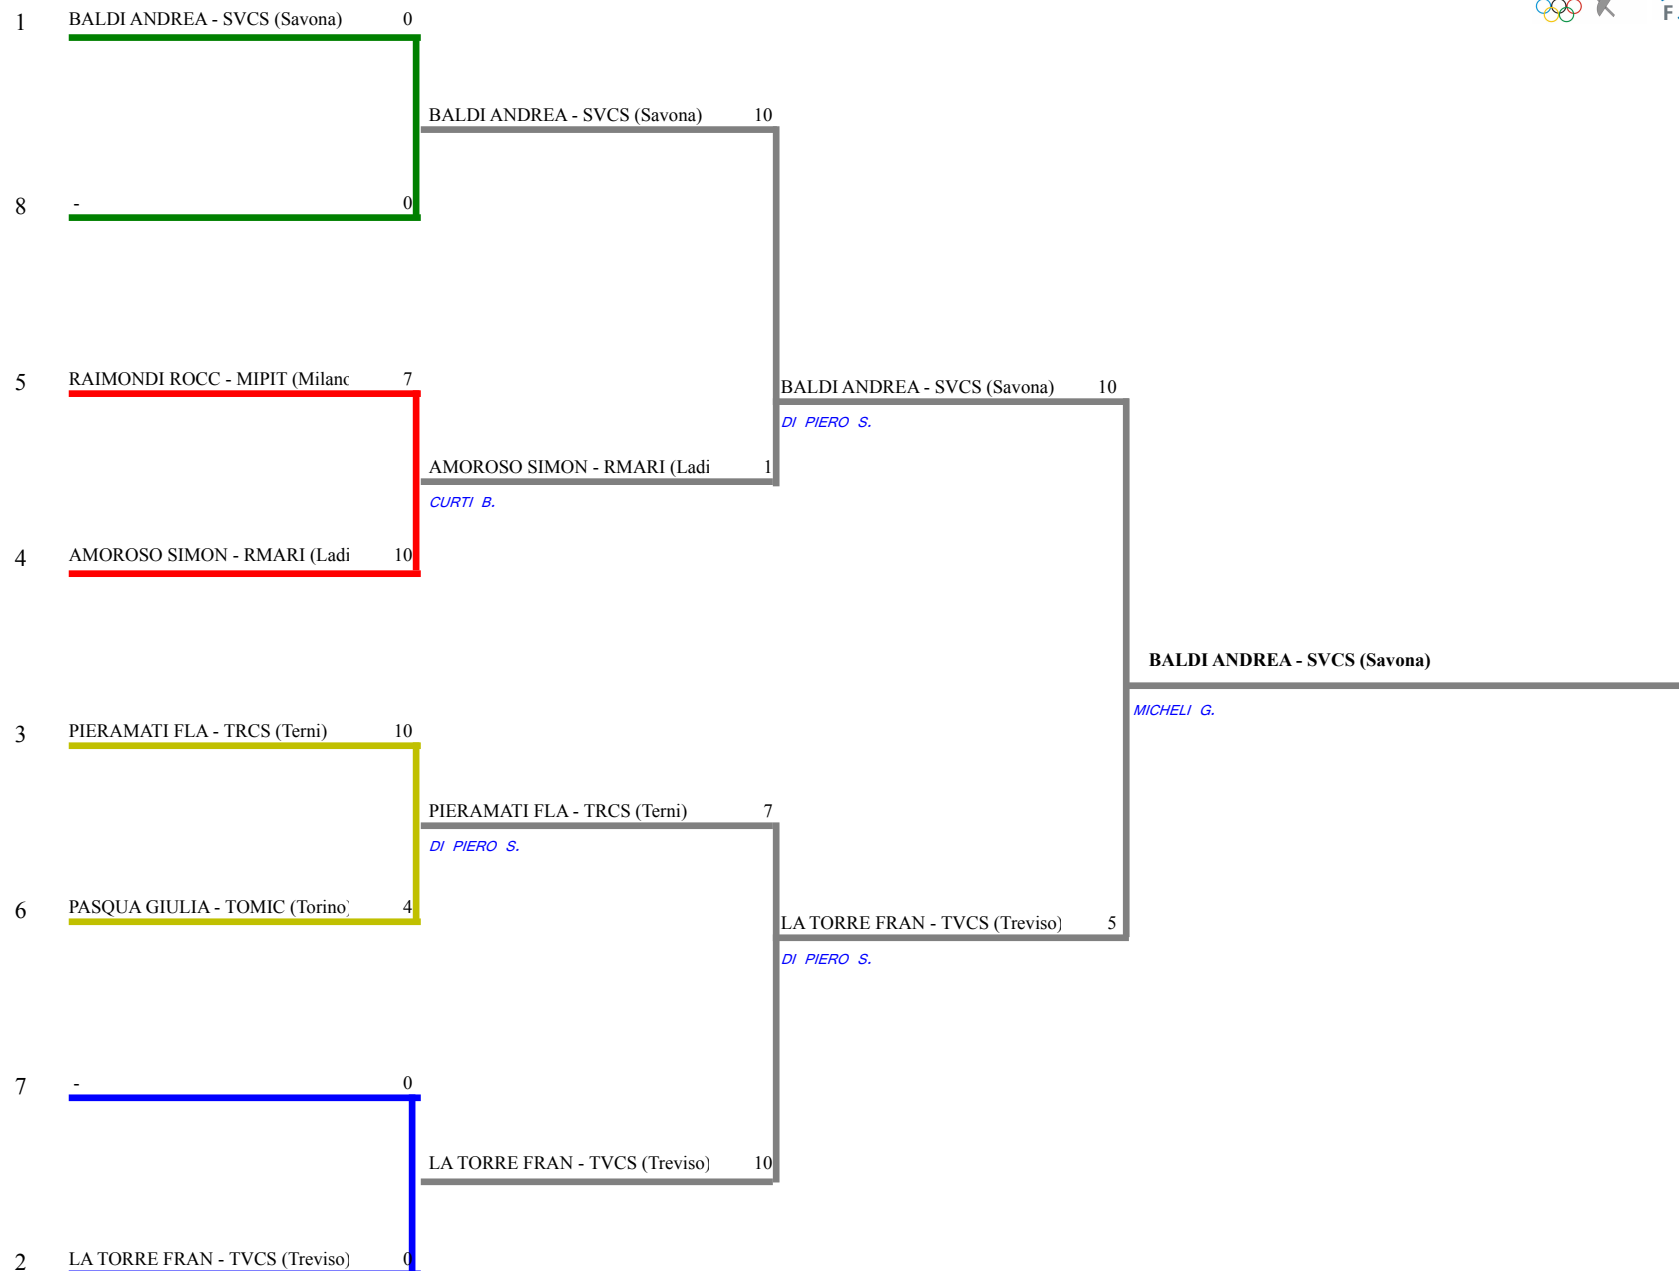 1 BALDI ANDREA - SVCS (Savona) 0
F
BALDI ANDREA - SVCS (Savona) 10
8 - 0
5 RAIMONDI ROCC - MIPIT (Milano 7
BALDI ANDREA - SVCS (Savona) 10
DI PIERO S.
AMOROSO SIMON - RMARI (Ladi 1
CURTI B.
4 AMOROSO SIMON - RMARI (Ladi 10
BALDI ANDREA - SVCS (Savona)
MICHELI G.
3 PIERAMATI FLA - TRCS (Terni) 10
PIERAMATI FLA - TRCS (Terni) 7
DI PIERO S.
6 PASQUA GIULIA - TOMIC (Torino) 4
LA TORRE FRAN - TVCS (Treviso) 5
DI PIERO S.
7 - 0
LA TORRE FRAN - TVCS (Treviso) 10
2 LA TORRE FRAN - TVCS (Treviso) 0